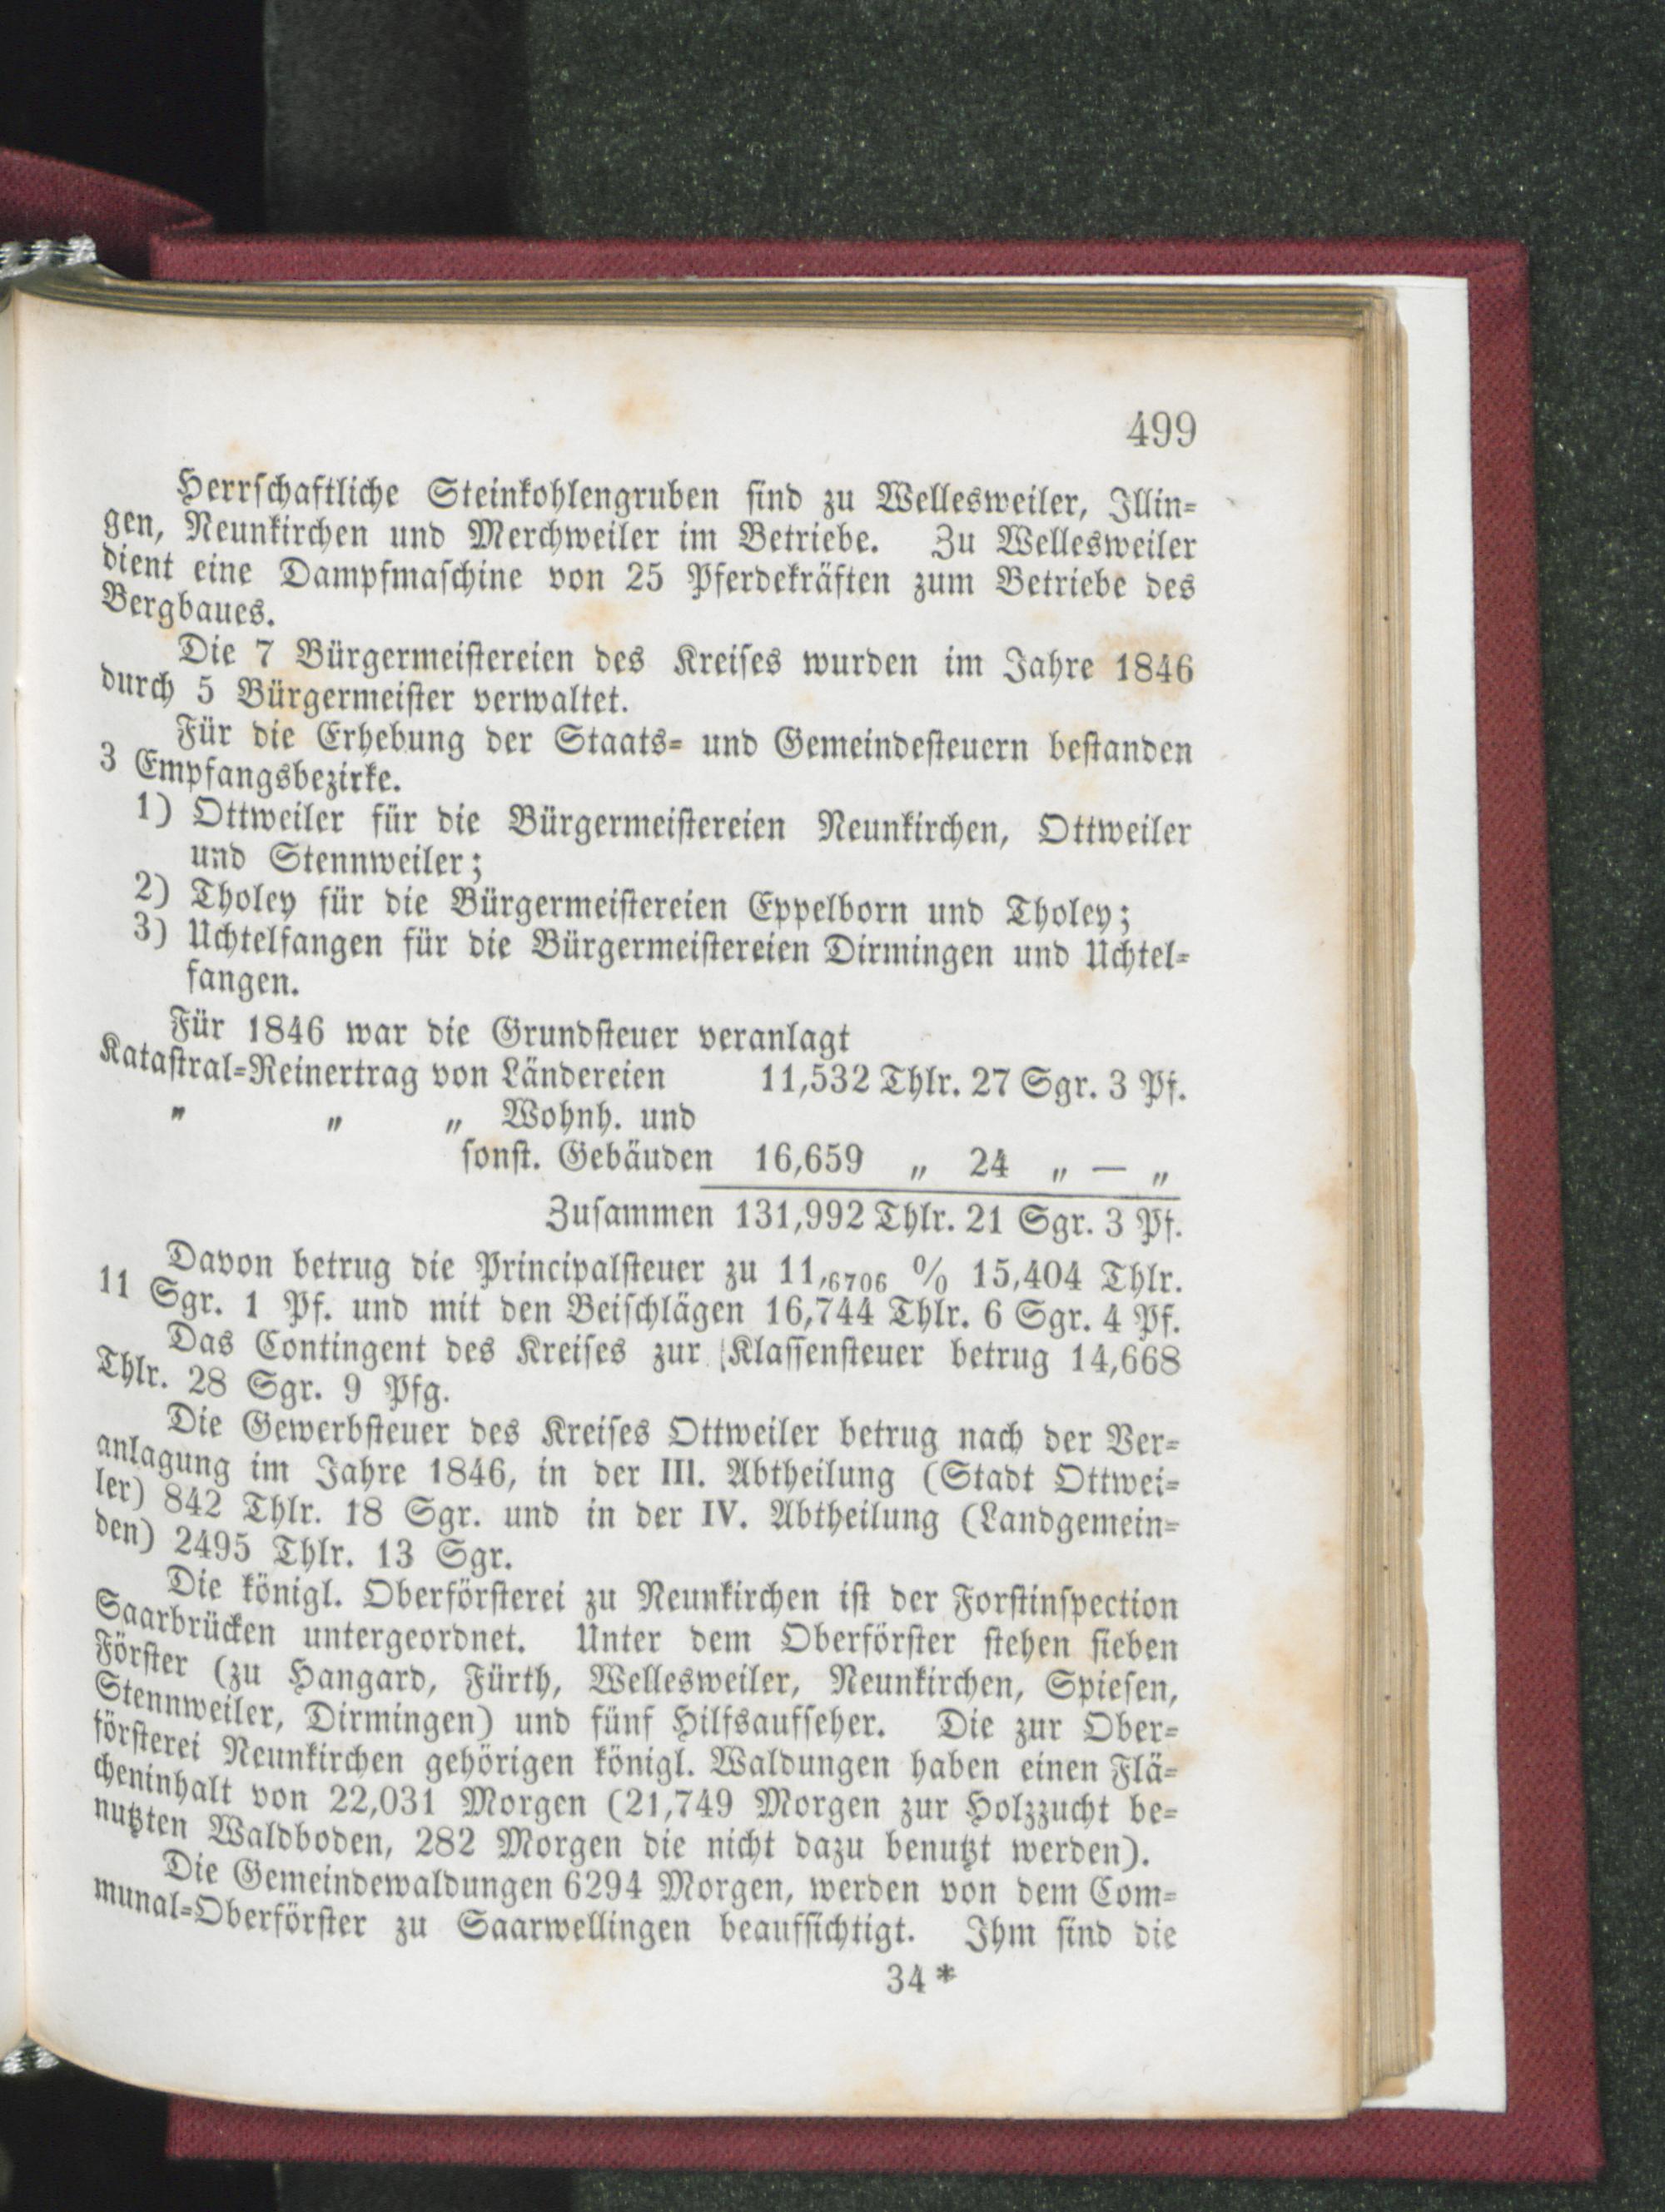 499
Herrschaftliche Steinkohlengruben sind zu Wellesweiler, Illin-
gen, Neunkirchen und Merchweiler im Betriebe. Zu Wellesweiler
dient eine Dampfmaschine von 25 Pferdekräften zum Betriebe des
Bergbaues.
Die 7 Bürgermeistereien des Kreises wurden im Jahre 1846
durch 5 Bürgermeister verwaltet.
Für die Erhebung der Staats- und Gemeindesteuern bestanden
3 Empfangsbezirke.
1) Ottweiler für die Bürgermeistereien Neunkirchen, Ottweiler
und Stennweiler;
2) Tholey für die Bürgermeistereien Eppelborn und Tholey;
3) Uchtelfangen für die Bürgermeistereien Dirmingen und Uchtel-
fangen.
Für 1846 war die Grundsteuer veranlagt
Katastral-Reinertrag von Ländereien 11,532 Thlr. 27 Sgr. 3 Pf.
" " " Wohnh. und
sonst. Gebäuden 16,659 " 24 " — "
Zusammen 131,992 Thlr. 21 Sgr. 3 Pf.
Davon betrug die Principalsteuer zu 11,6706 % 15,404 Thlr.
11 Sgr. 1 Pf. und mit den Beischlägen 16,744 Thlr. 6 Sgr. 4 Pf.
Das Contingent des Kreises zur Klassensteuer betrug 14,668
Thlr. 28 Sgr. 9 Pfg.
Die Gewerbsteuer des Kreises Ottweiler betrug nach der Ver-
anlagung im Jahre 1846, in der III. Abtheilung (Stadt Ottwei-
ler) 842 Thlr. 18 Sgr. und in der IV. Abtheilung (Landgemein-
den) 2495 Thlr. 13 Sgr.
Die königl. Oberförsterei zu Neunkirchen ist der Forstinspection
Saarbrücken untergeordnet. Unter dem Oberförster stehen sieben
Förster (zu Hangard, Fürth, Wellesweiler, Neunkirchen, Spiesen,
Stennweiler, Dirmingen) und fünf Hilfsaufseher. Die zur Ober-
försterei Neunkirchen gehörigen königl. Waldungen haben einen Flä-
cheninhalt von 22,031 Morgen (21,749 Morgen zur Holzzucht be-
nutzten Waldboden, 282 Morgen die nicht dazu benutzt werden).
Die Gemeindewaldungen 6294 Morgen, werden von dem Com-
munal-Oberförster zu Saarwellingen beaufsichtigt. Ihm sind die
34*